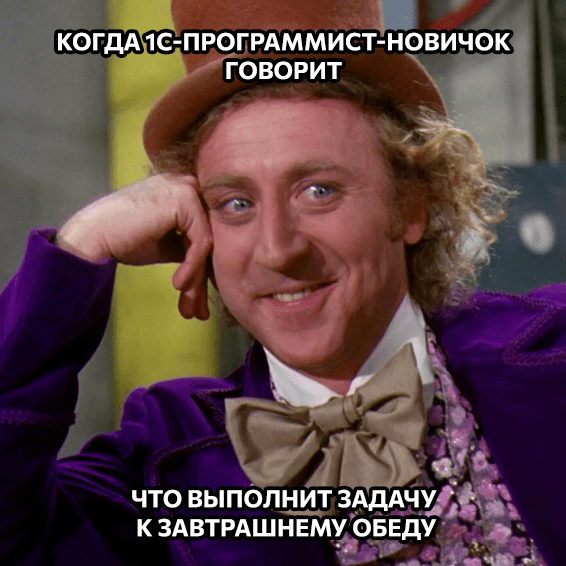 КОГДА 1С-ПРОГРАММИСТ-НОВИЧОК
ГОВОРИТ
ЧТО ВЫПОЛНИТ ЗАДАЧУ
К ЗАВТРАШНЕМУ ОБЕДУ